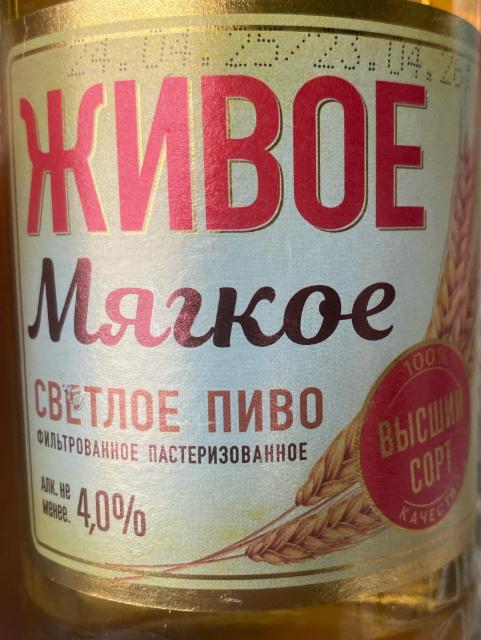 24.04.25/23.04.26
ЖИВОЕ
Мягкое
СВЕТЛОЕ ПИВО
ФИЛЬТРОВАННОЕ ПАСТЕРИЗОВАННОЕ
АЛК. НЕ
МЕНЕЕ. 4,0%
100%
ВЫСШИЙ
СОРТ
КАЧЕСТВО